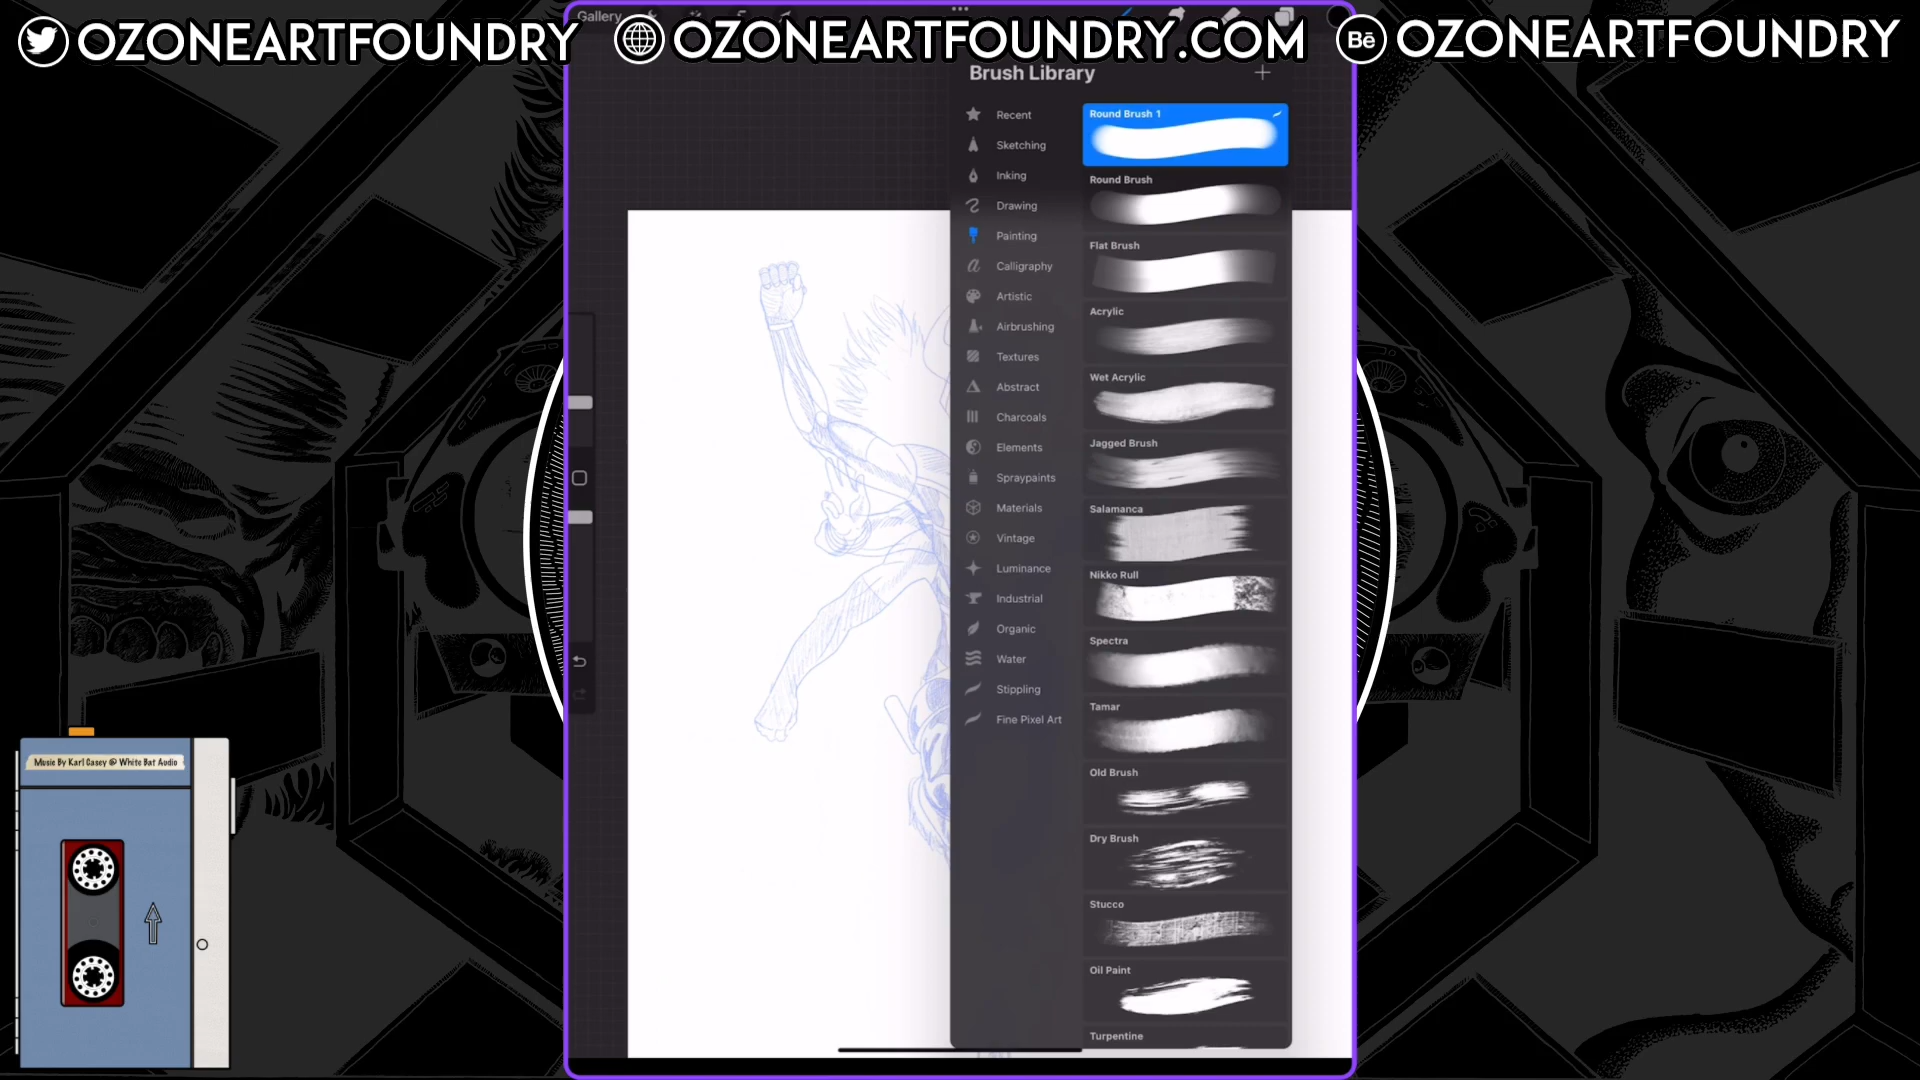 OZONEARTFOUNDRY
OZONEARTFOUNDRY.COM
Bē OZONEARTFOUNDRY
Gallery
Brush Library
Recent
Sketching
Inking
Drawing
Painting
Calligraphy
Artistic
Airbrushing
Textures
Abstract
Charcoals
Elements
Spraypaints
Materials
Vintage
Luminance
Industrial
Organic
Water
Stippling
Fine Pixel Art
Round Brush 1
Round Brush
Flat Brush
Acrylic
Wet Acrylic
Jagged Brush
Salamanca
Nikko Rull
Spectra
Tamar
Old Brush
Dry Brush
Stucco
Oil Paint
Turpentine
Music By Karl Casey @ White Bat Audio